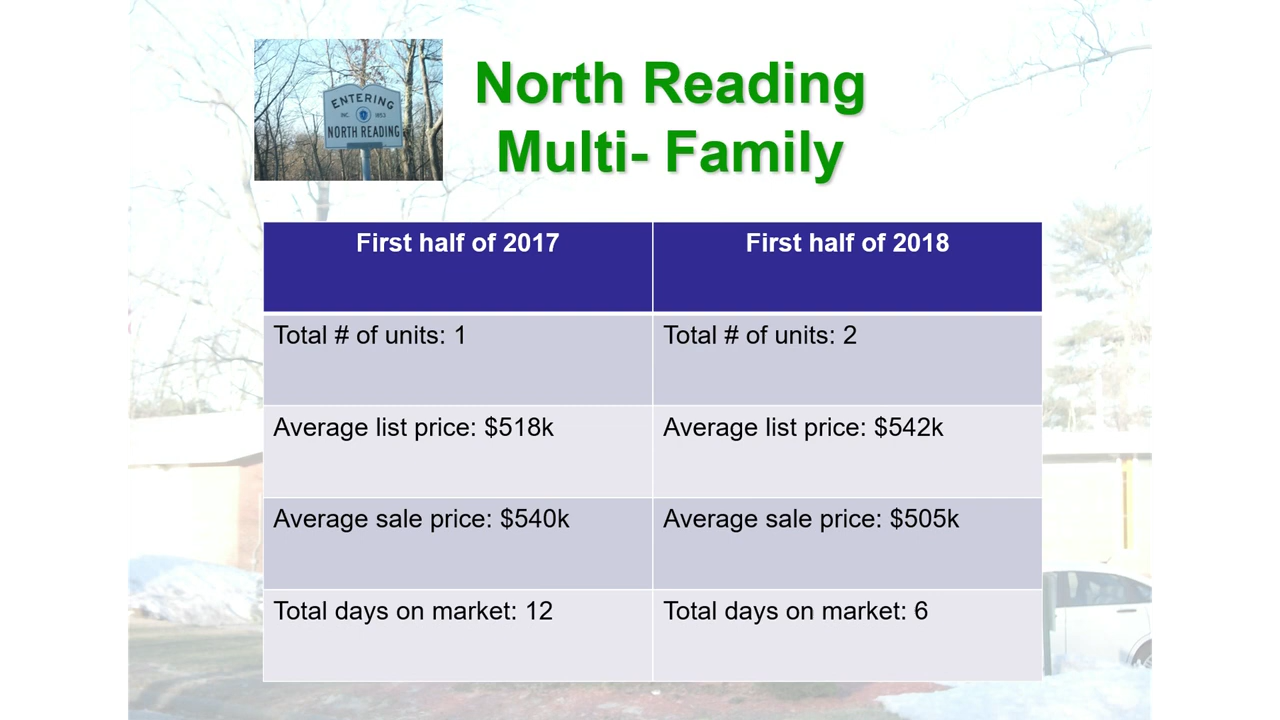 ENTERING
INC. 1853
NORTH READING
North Reading
Multi- Family
First half of 2017
First half of 2018
Total # of units: 1
Total # of units: 2
Average list price: $518k
Average list price: $542k
Average sale price: $540k
Average sale price: $505k
Total days on market: 12
Total days on market: 6